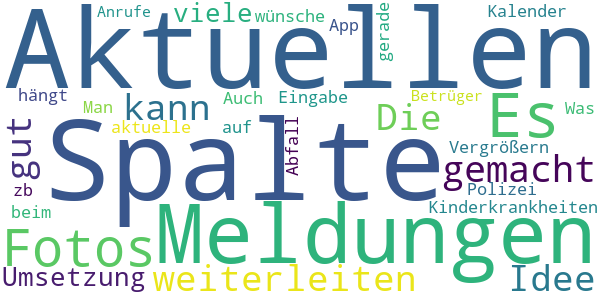 Aktuellen
Anrufe
viele
wünsche
App
gerade
Kalender
hängt
Man
kann
Auch
Eingabe
Betrüger
Die
Es
Was
gut
aktuelle
auf
Abfall
Spalte
Vergrößern
gemacht
zb
Polizei
beim
Kinderkrankheiten
Meldungen
Fotos
Umsetzung
weiterleiten
Idee